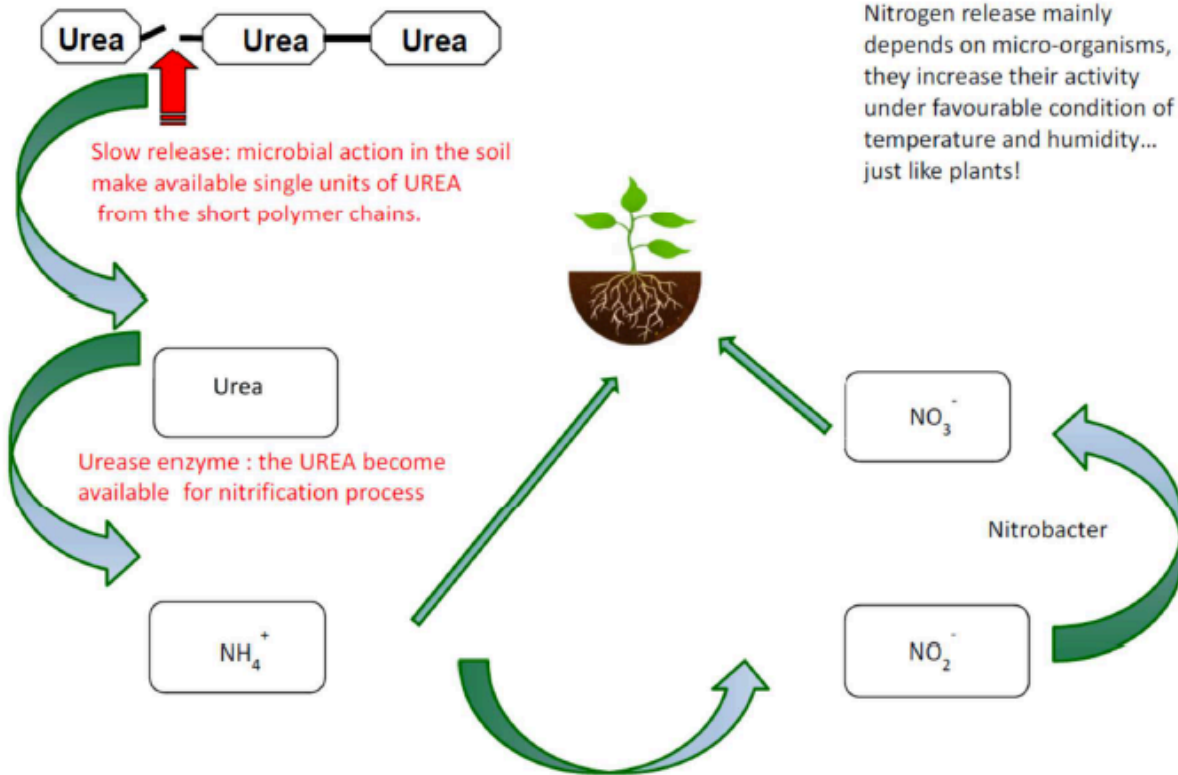 Urea Urea Urea
Nitrogen release mainly
depends on micro-organisms,
they increase their activity
under favourable condition of
temperature and humidity...
just like plants!
Slow release: microbial action in the soil
make available single units of UREA
from the short polymer chains.
Urea
Urease enzyme : the UREA become
available for nitrification process
NH₄⁺
NO₃⁻
Nitrobacter
NO₂⁻